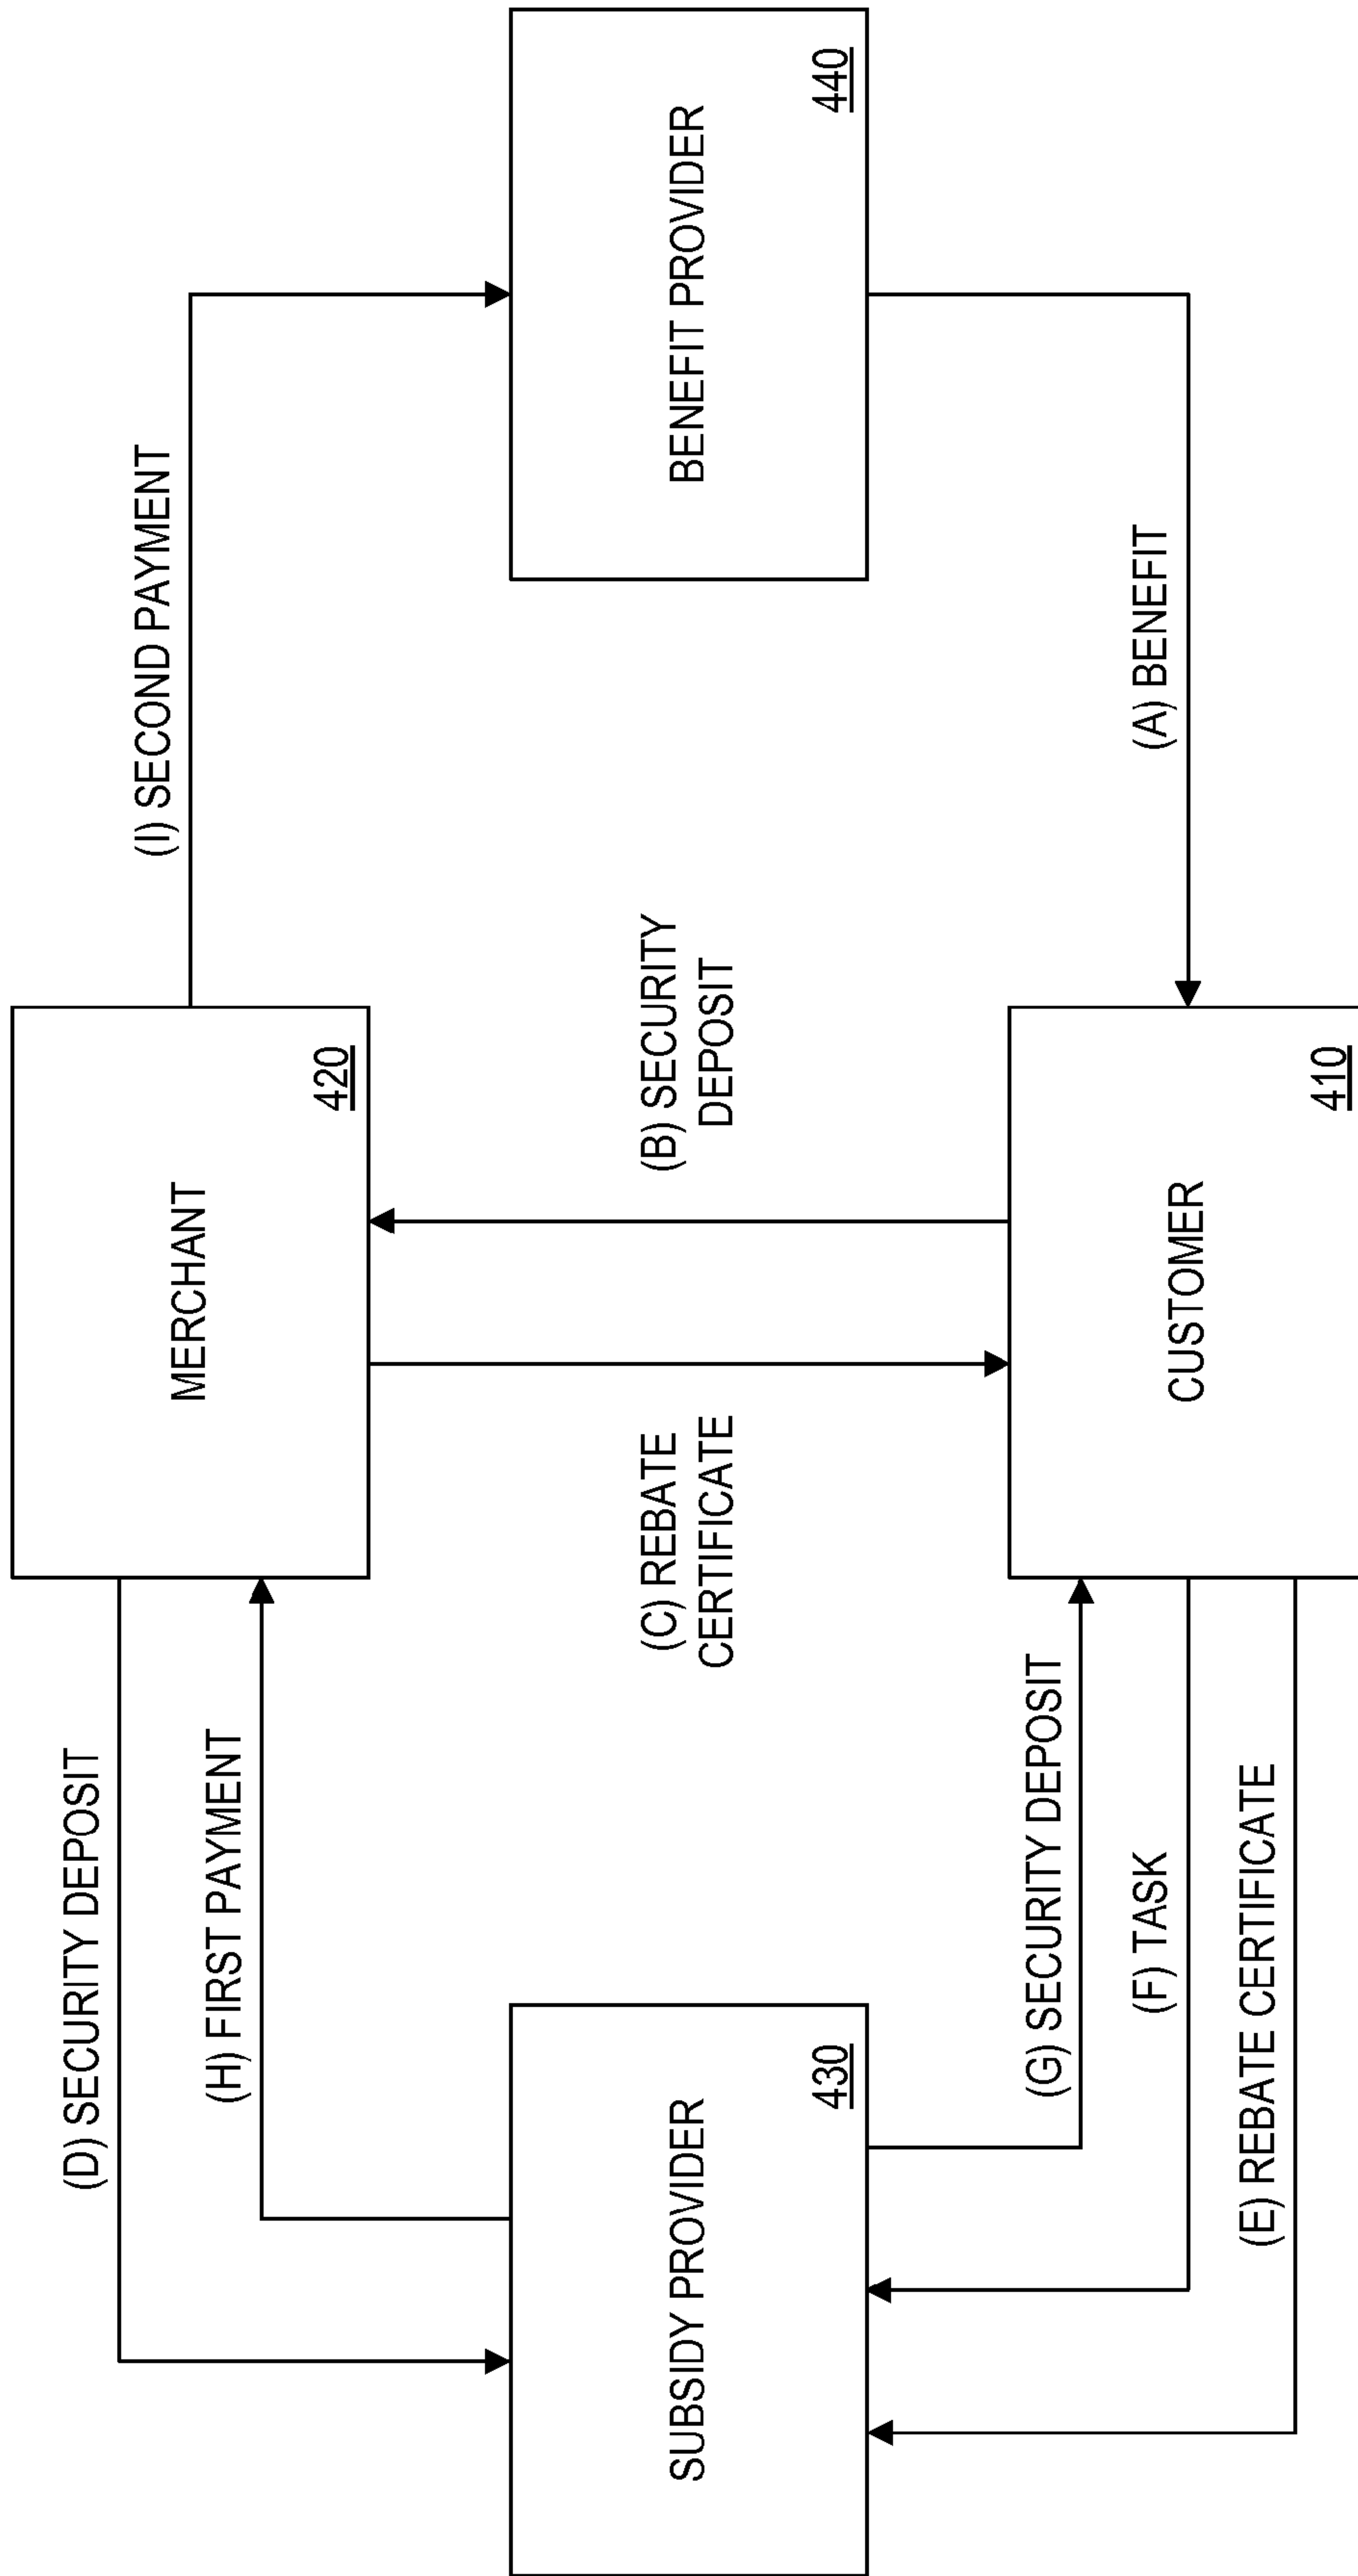 (D) SECURITY DEPOSIT
(I) SECOND PAYMENT
MERCHANT
(H) FIRST PAYMENT
420
SUBSIDY PROVIDER
430
(C) REBATE
CERTIFICATE
(B) SECURITY
DEPOSIT
BENEFIT PROVIDER
440
(G) SECURITY DEPOSIT
(F) TASK
(A) BENEFIT
CUSTOMER
(E) REBATE CERTIFICATE
410